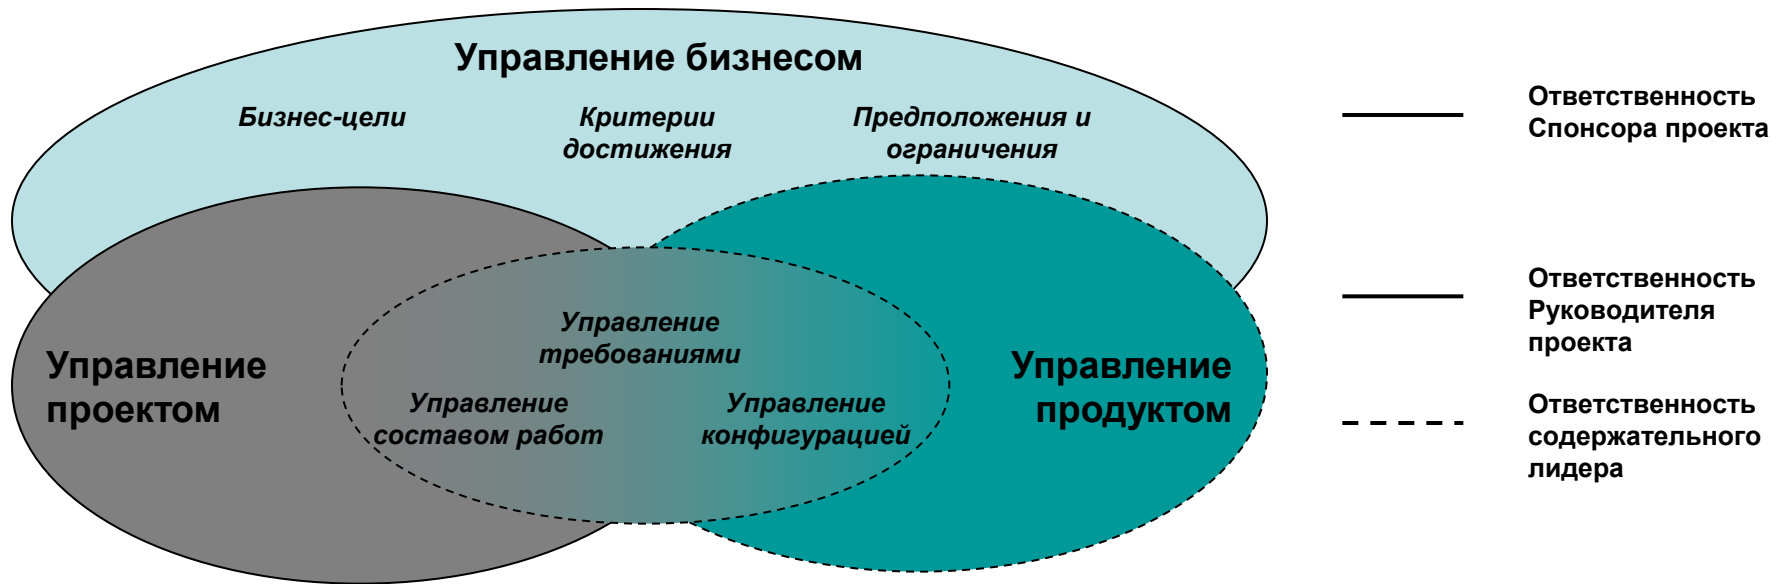 Управление бизнесом
Бизнес-цели
Критерии
достижения
Предположения и
ограничения
Управление
проектом
Управление
требованиями
Управление
составом работ
Управление
конфигурацией
Управление
продуктом
Ответственность
Спонсора проекта
Ответственность
Руководителя
проекта
Ответственность
содержательного
лидера